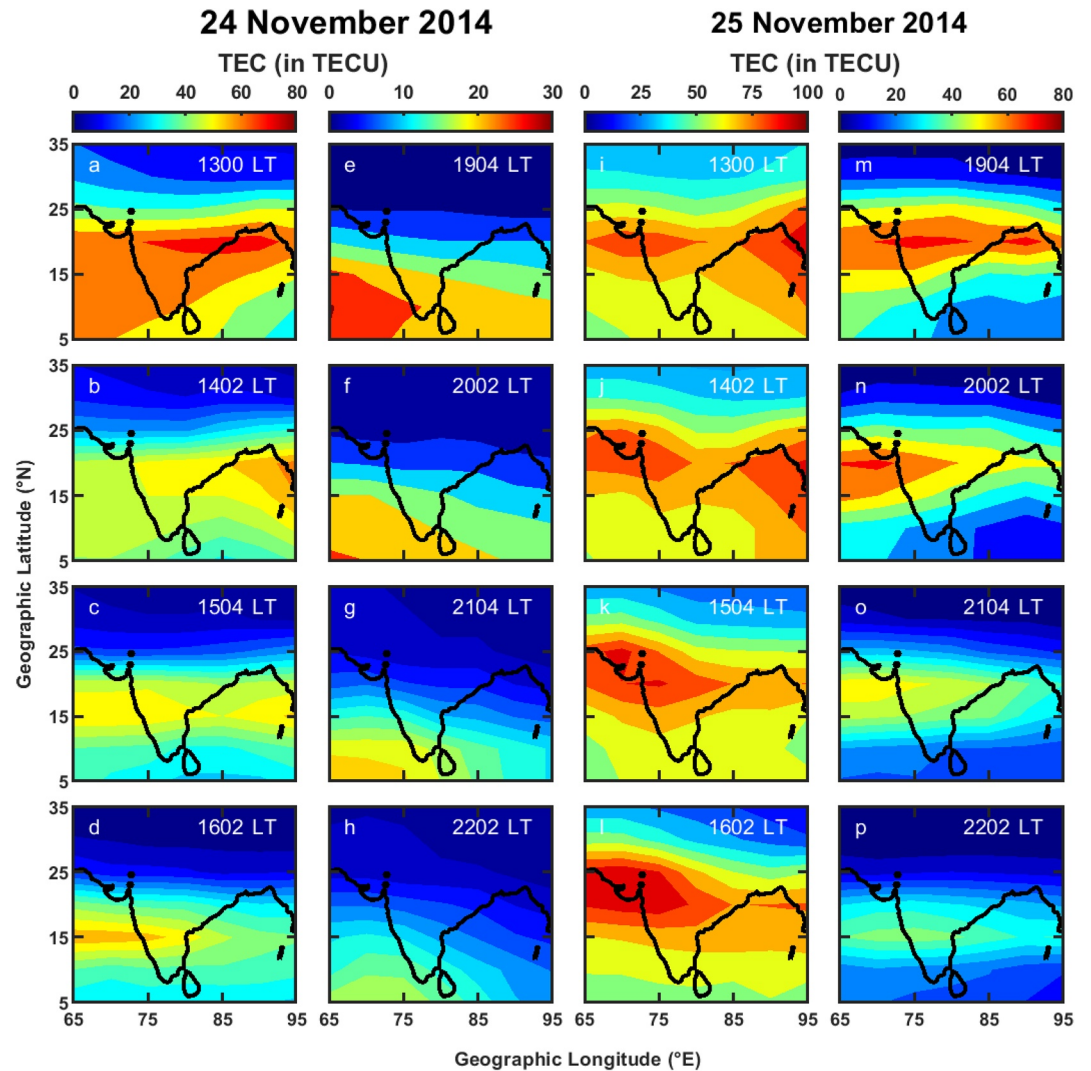 24 November 2014 25 November 2014
TEC (in TECU) TEC (in TECU)
0 20 40 60 80 0 10 20 30 0 25 50 75 100 0 20 40 60 80
35 a 1300 LT e 1904 LT i 1300 LT m 1904 LT
25
15
5
35 b 1402 LT f 2002 LT j 1402 LT n 2002 LT
25
15
5
Geographic Latitude (°N)
35 c 1504 LT g 2104 LT k 1504 LT o 2104 LT
25
15
5
35 d 1602 LT h 2202 LT l 1602 LT p 2202 LT
25
15
5
65 75 85 95 65 75 85 95 65 75 85 95 65 75 85 95
Geographic Longitude (°E)